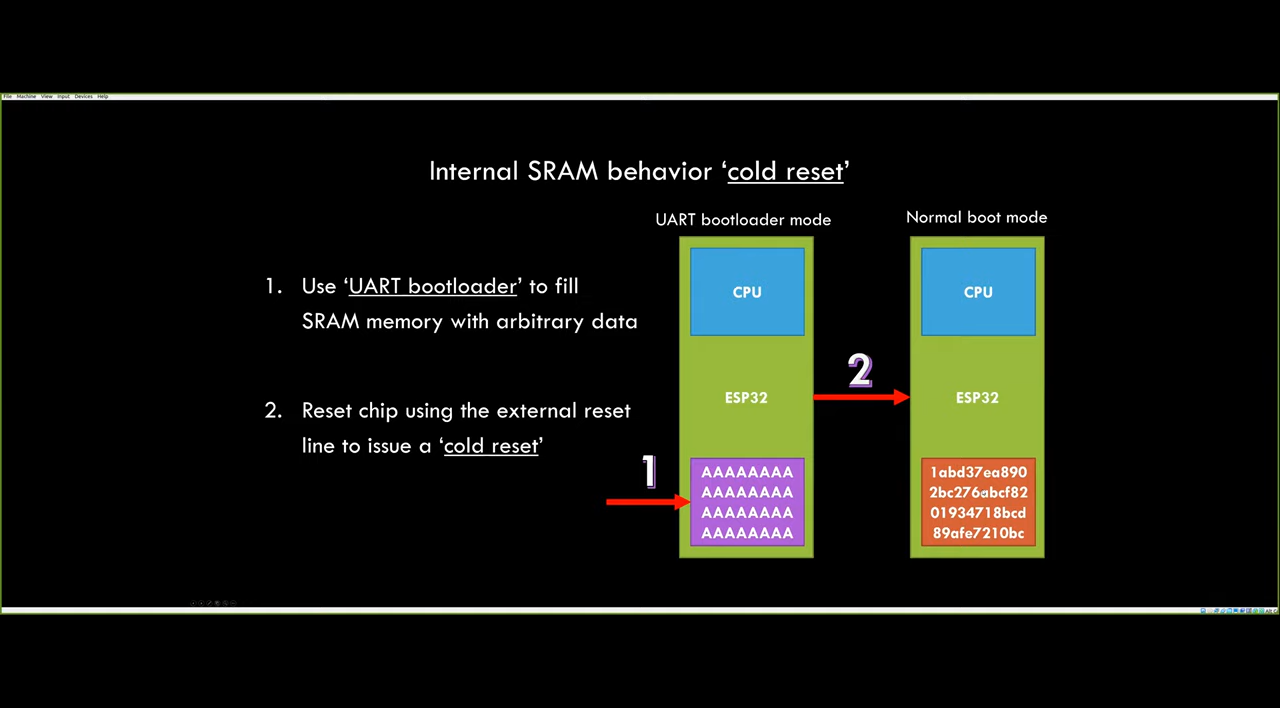 File Machine View Input Devices Help
Internal SRAM behavior ‘cold reset’
UART bootloader mode
Normal boot mode
1. Use ‘UART bootloader’ to fill
SRAM memory with arbitrary data
2. Reset chip using the external reset
line to issue a ‘cold reset’
CPU
ESP32
1
AAAAAAAA
AAAAAAAA
AAAAAAAA
AAAAAAAA
2
CPU
ESP32
1abd37ea890
2bc276abcf82
01934718bcd
89afe7210bc